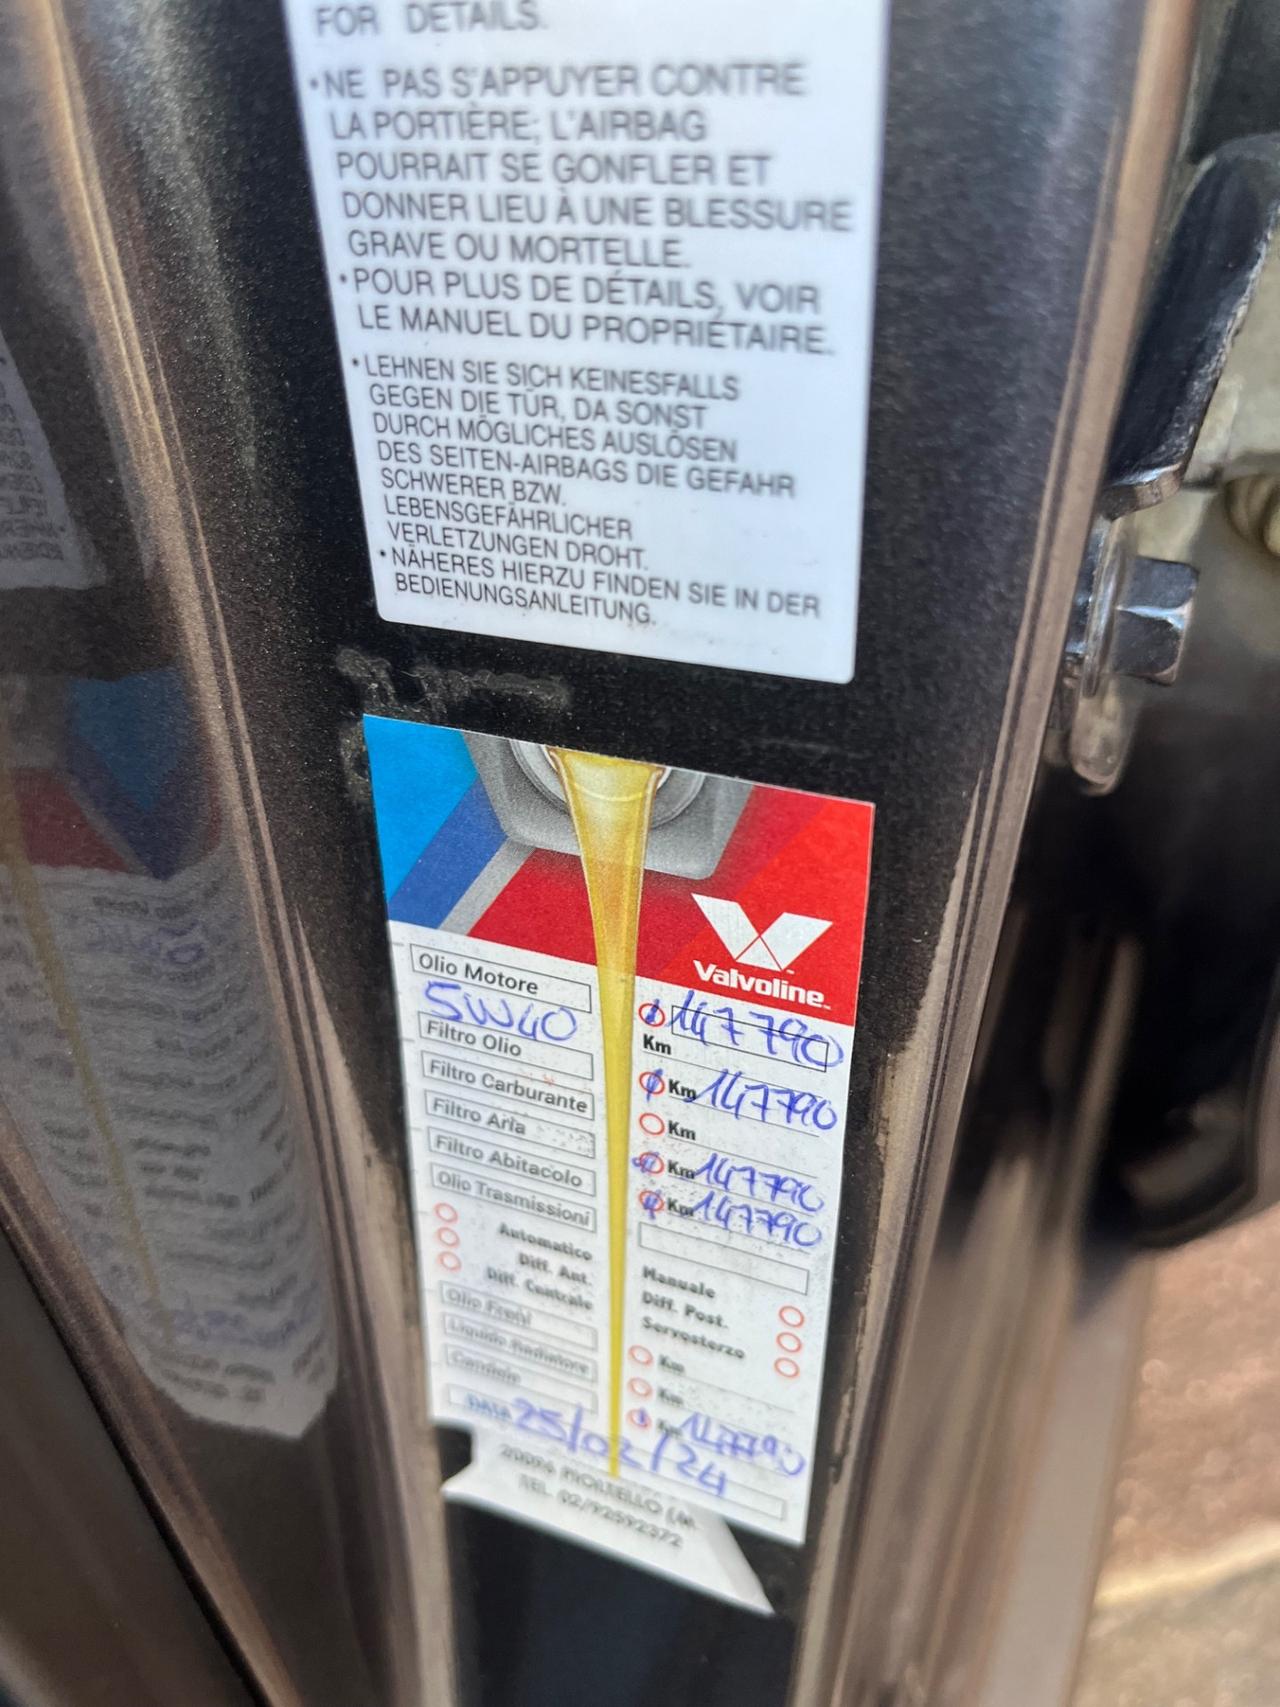 FOR DETAILS.
•NE PAS S'APPUYER CONTRE
LA PORTIÈRE; L'AIRBAG
POURRAIT SE GONFLER ET
DONNER LIEU À UNE BLESSURE
GRAVE OU MORTELLE.
•POUR PLUS DE DÉTAILS, VOIR
LE MANUEL DU PROPRIÉTAIRE.
•LEHNEN SIE SICH KEINESFALLS
GEGEN DIE TÜR, DA SONST
DURCH MÖGLICHES AUSLÖSEN
DES SEITEN-AIRBAGS DIE GEFAHR
SCHWERER BZW.
LEBENSGEFÄHRLICHER
VERLETZUNGEN DROHT.
•NÄHERES HIERZU FINDEN SIE IN DER
BEDIENUNGSANLEITUNG.
Valvoline™
Olio Motore
5W40 147790
Km
Filtro Olio Km 147790
Filtro Carburante Km
Filtro Aria Km 147790
Filtro Abitacolo Km 147790
Olio Trasmissioni
Automatico Manuale
Diff. Ant. Diff. Post.
Diff. Centrale Servosterzo
Olio Freni Km
Liquido Radiatore Km
Candele Km 147790
DATA 25/02/24
TEL. 02/92592372